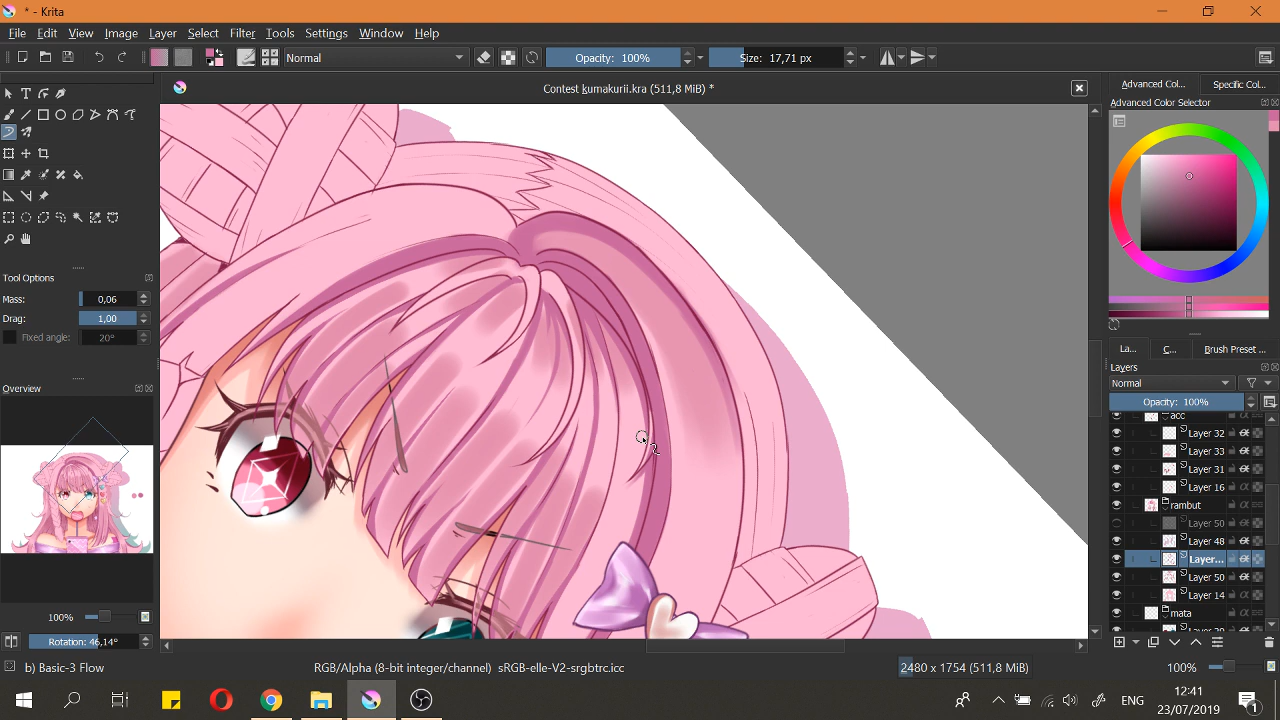 * - Krita
File Edit View Image Layer Select Filter Tools Settings Window Help
Normal Opacity: 100% Size: 17,71 px
Contest kumakurii.kra (511,8 MiB) *
Advanced Col... Specific Col...
Advanced Color Selector
Tool Options
Mass: 0,06
Drag: 1,00
Fixed angle: 20°
Overview
100%
Rotation: 46,14°
La... C... Brush Preset ...
Layers
Normal
Opacity: 100%
acc
Layer 32
Layer 33
Layer 31
Layer 16
rambut
Layer 50
Layer 48
Layer...
Layer 50
Layer 14
mata
b) Basic-3 Flow RGB/Alpha (8-bit integer/channel) sRGB-elle-V2-srgbtrc.icc 2480 x 1754 (511,8 MiB) 100%
ENG
12:41
23/07/2019
1